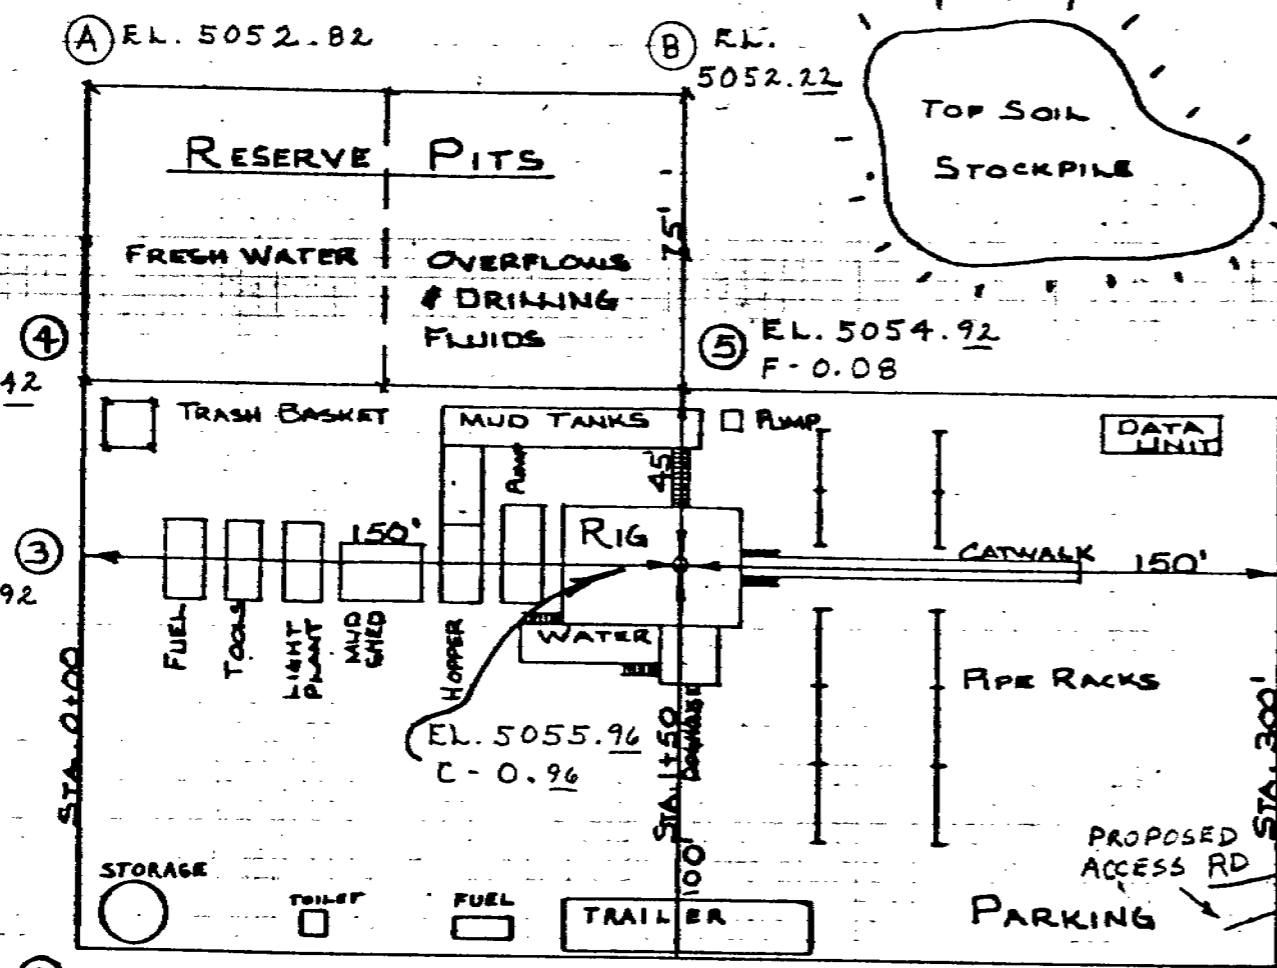 A EL. 5052.82
B EL.
5052.22
TOP SOIL
STOCKPILE
RESERVE PITS
75'
FRESH WATER
OVERFLOWS
& DRILLING
FLUIDS
4
42
5 EL. 5054.92
F-0.08
TRASH BASKET
MUD TANKS
PUMP
DATA
UNIT
PUMP
45'
RIG
3
92
150'
CATWALK
150'
FUEL
TOOLS
LIGHT
PLANT
MUD
SHED
HOPPER
WATER
DOGHOUSE
PIPE RACKS
EL. 5055.96
C-0.96
STA. 0+00
STA. 1+50
STA. 300'
100'
PROPOSED
ACCESS RD
STORAGE
TOILET
FUEL
TRAILER
PARKING